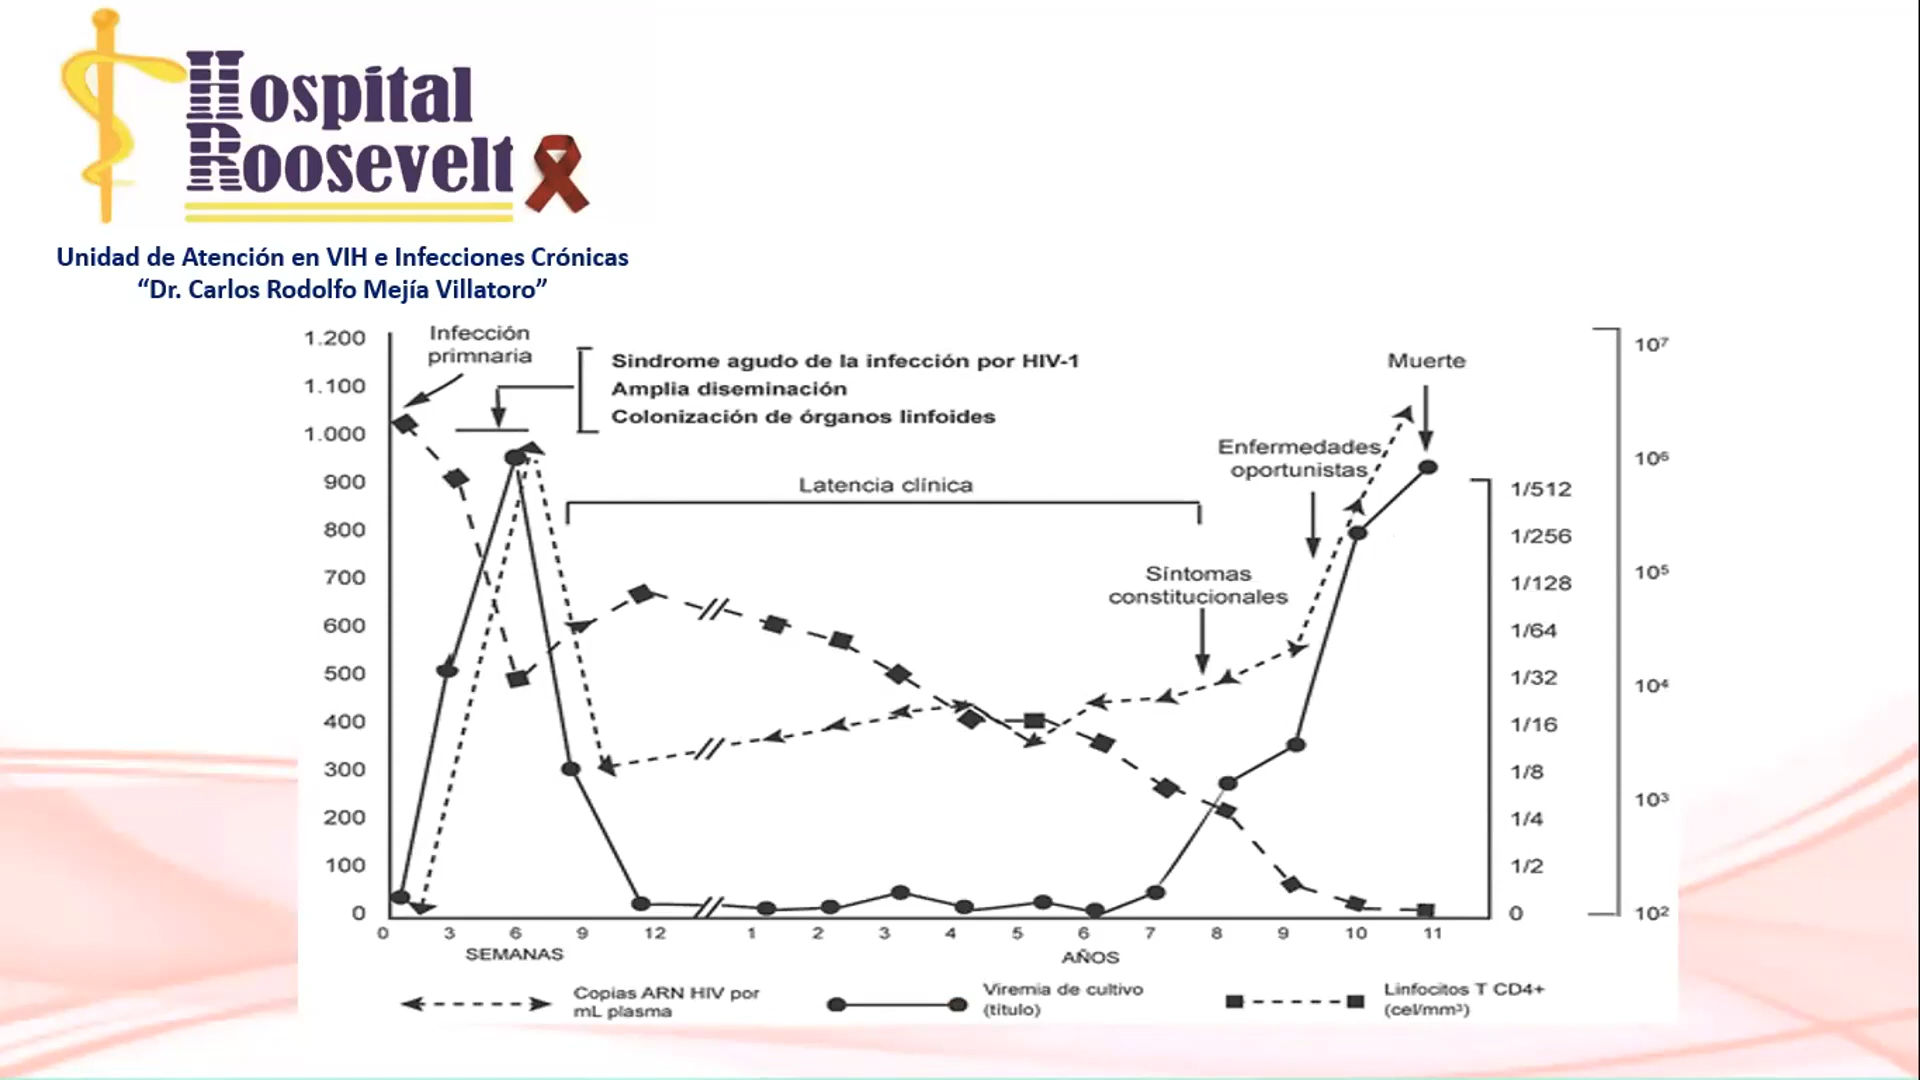 Hospital
Roosevelt
Unidad de Atención en VIH e Infecciones Crónicas
“Dr. Carlos Rodolfo Mejía Villatoro”
1.200
1.100
1.000
900
800
700
600
500
400
300
200
100
0
Infección
primnaria
Sindrome agudo de la infección por HIV-1
Amplia diseminación
Colonización de órganos linfoides
Latencia clínica
Síntomas
constitucionales
Enfermedades
oportunistas
Muerte
1/512
1/256
1/128
1/64
1/32
1/16
1/8
1/4
1/2
0
10⁷
10⁶
10⁵
10⁴
10³
10²
0 3 6 9 12 1 2 3 4 5 6 7 8 9 10 11
SEMANAS AÑOS
Copias ARN HIV por
mL plasma
Viremia de cultivo
(título)
Linfocitos T CD4+
(cel/mm³)